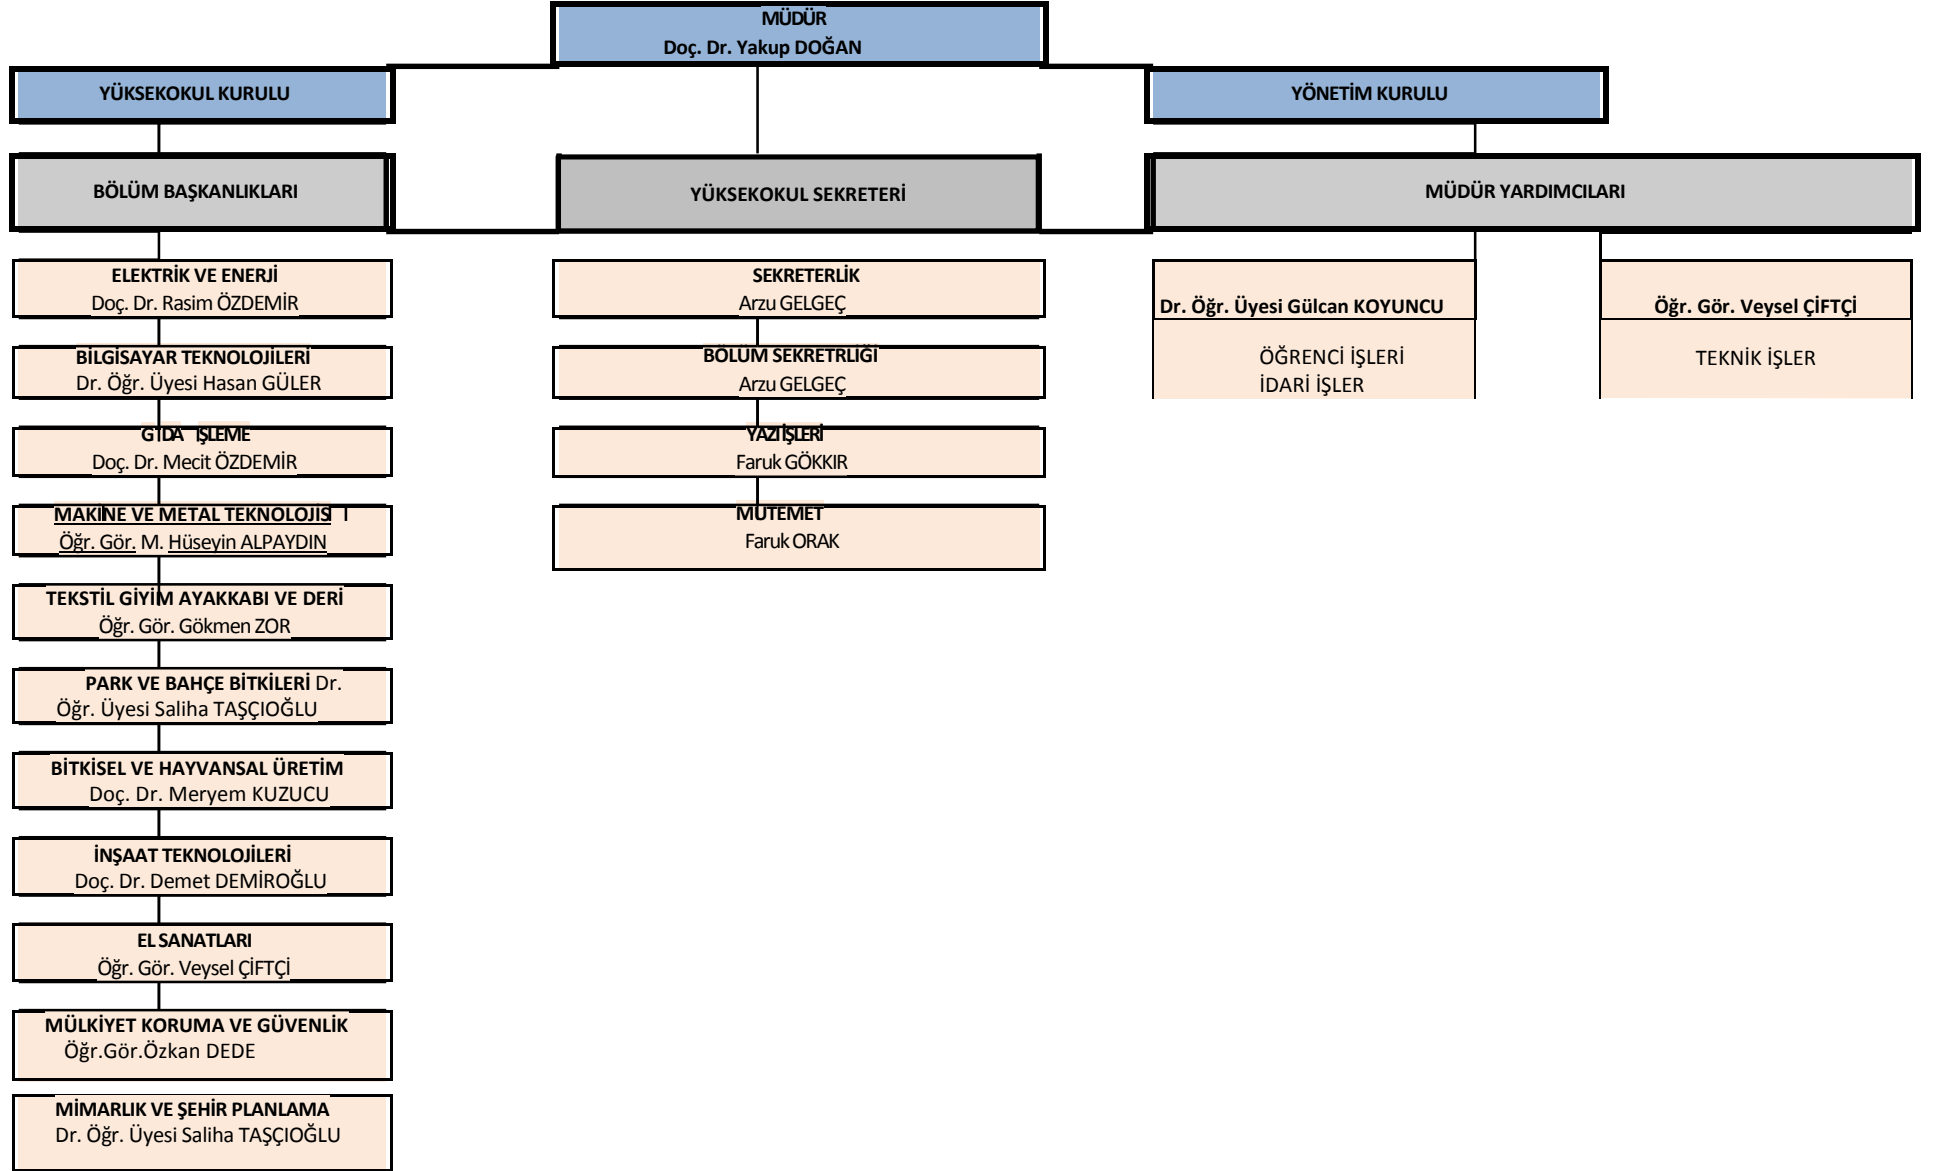 MÜDÜR
Doç. Dr. Yakup DOĞAN
YÜKSEKOKUL KURULU
YÖNETİM KURULU
BÖLÜM BAŞKANLIKLARI
YÜKSEKOKUL SEKRETERİ
MÜDÜR YARDIMCILARI
ELEKTRİK VE ENERJİ
Doç. Dr. Rasim ÖZDEMİR
BİLGİSAYAR TEKNOLOJİLERİ
Dr. Öğr. Üyesi Hasan GÜLER
GIDA İŞLEME
Doç. Dr. Mecit ÖZDEMİR
MAKİNE VE METAL TEKNOLOJİSİ
Öğr. Gör. M. Hüseyin ALPAYDIN
TEKSTİL GİYİM AYAKKABI VE DERİ
Öğr. Gör. Gökmen ZOR
PARK VE BAHÇE BİTKİLERİ Dr.
Öğr. Üyesi Saliha TAŞÇIOĞLU
BİTKİSEL VE HAYVANSAL ÜRETİM
Doç. Dr. Meryem KUZUCU
İNŞAAT TEKNOLOJİLERİ
Doç. Dr. Demet DEMİROĞLU
EL SANATLARI
Öğr. Gör. Veysel ÇİFTÇİ
MÜLKİYET KORUMA VE GÜVENLİK
Öğr.Gör.Özkan DEDE
MİMARLIK VE ŞEHİR PLANLAMA
Dr. Öğr. Üyesi Saliha TAŞÇIOĞLU
SEKRETERLİK
Arzu GELGEÇ
BÖLÜM SEKRETRLİĞİ
Arzu GELGEÇ
YAZI İŞLERİ
Faruk GÖKKIR
MUTEMET
Faruk ORAK
Dr. Öğr. Üyesi Gülcan KOYUNCU
ÖĞRENCİ İŞLERİ
İDARİ İŞLER
Öğr. Gör. Veysel ÇİFTÇİ
TEKNİK İŞLER